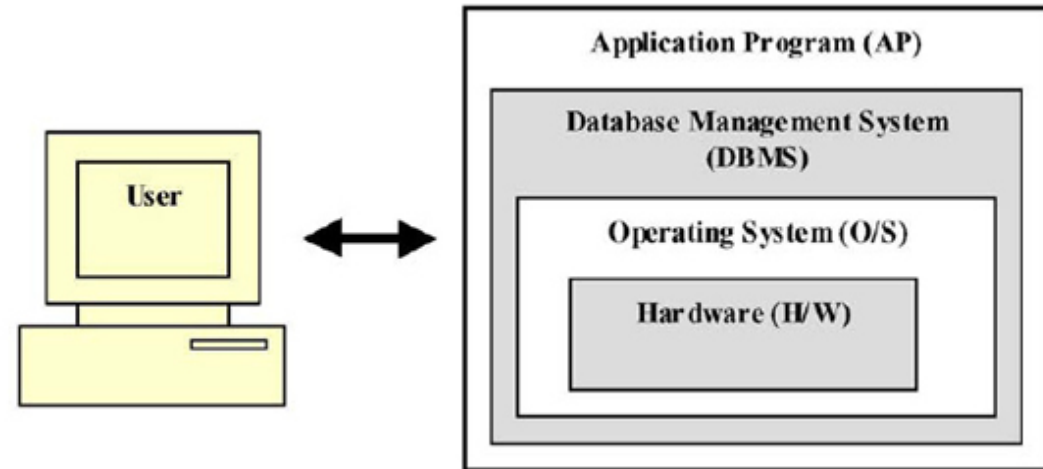 Application Program (AP)
Database Management System
(DBMS)
User
Operating System (O/S)
Hardware (H/W)